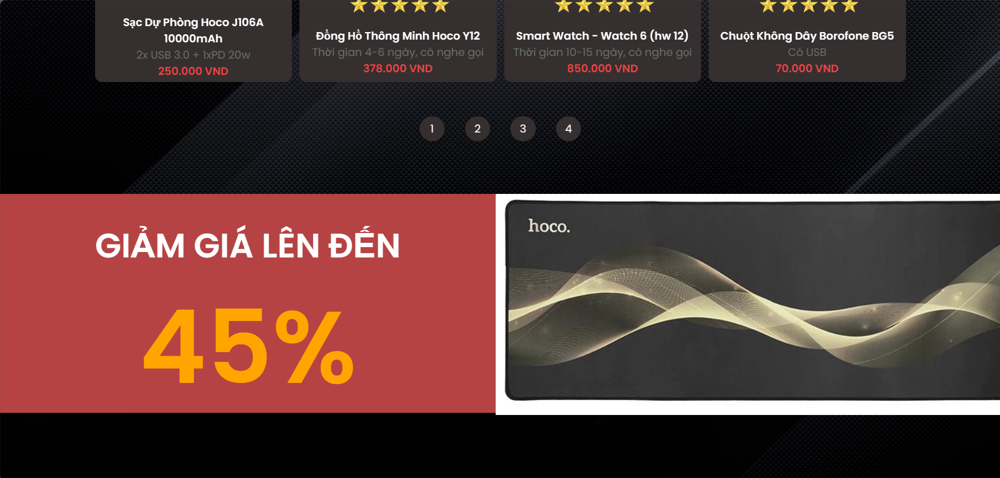 Sạc Dự Phòng Hoco J106A
10000mAh
2x USB 3.0 + 1xPD 20w
250.000 VND
Đồng Hồ Thông Minh Hoco Y12
Thời gian 4-6 ngày, có nghe gọi
378.000 VND
Smart Watch - Watch 6 (hw 12)
Thời gian 10-15 ngày, có nghe gọi
850.000 VND
Chuột Không Dây Borofone BG5
Có USB
70.000 VND
1 2 3 4
GIẢM GIÁ LÊN ĐẾN
45%
hoco.